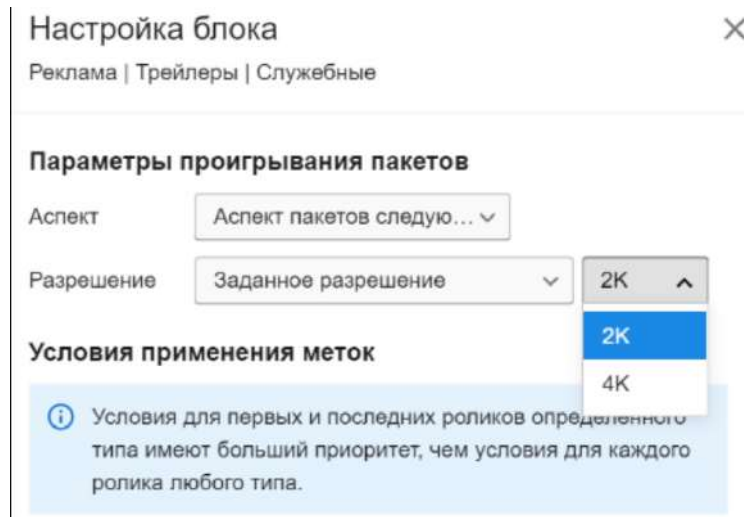 Настройка блока
Реклама | Трейлеры | Служебные
Параметры проигрывания пакетов
Аспект Аспект пакетов следую...
Разрешение Заданное разрешение 2K
2K
Условия применения меток
4K
Условия для первых и последних роликов определенного
типа имеют больший приоритет, чем условия для каждого
ролика любого типа.